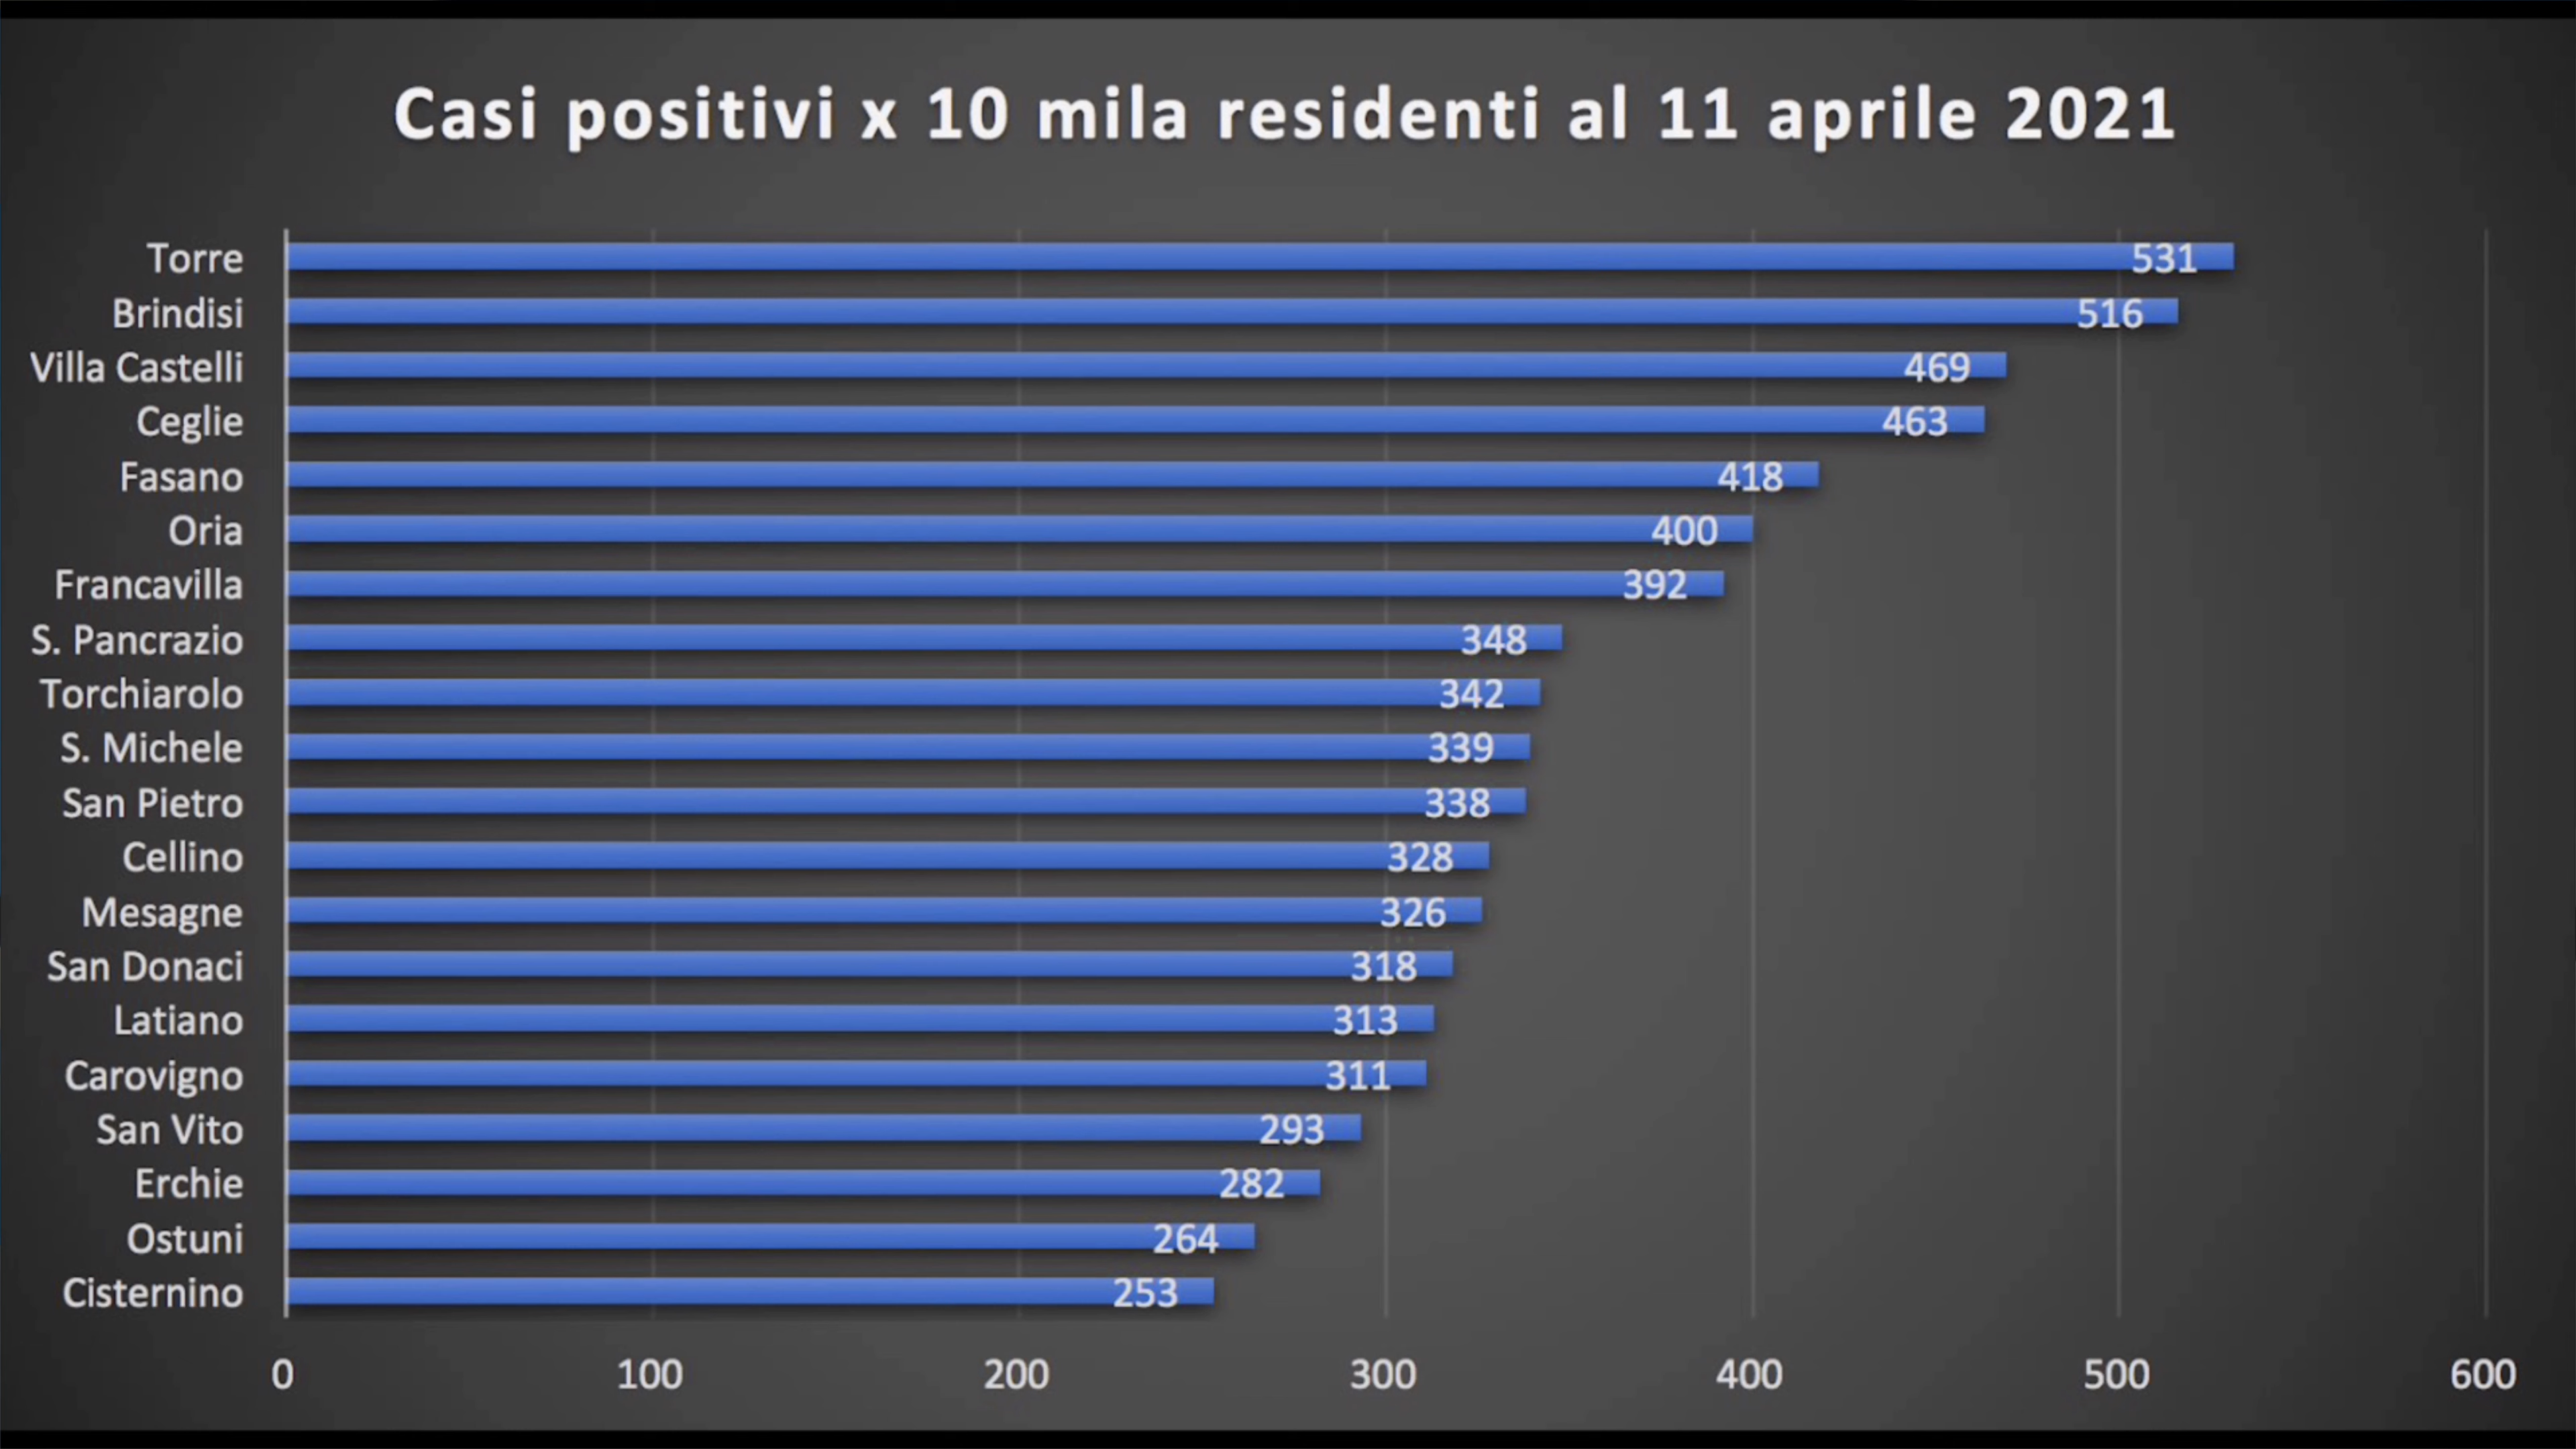 Casi positivi x 10 mila residenti al 11 aprile 2021
Torre 531
Brindisi 516
Villa Castelli 469
Ceglie 463
Fasano 418
Oria 400
Francavilla 392
S. Pancrazio 348
Torchiarolo 342
S. Michele 339
San Pietro 338
Cellino 328
Mesagne 326
San Donaci 318
Latiano 313
Carovigno 311
San Vito 293
Erchie 282
Ostuni 264
Cisternino 253
0 100 200 300 400 500 600